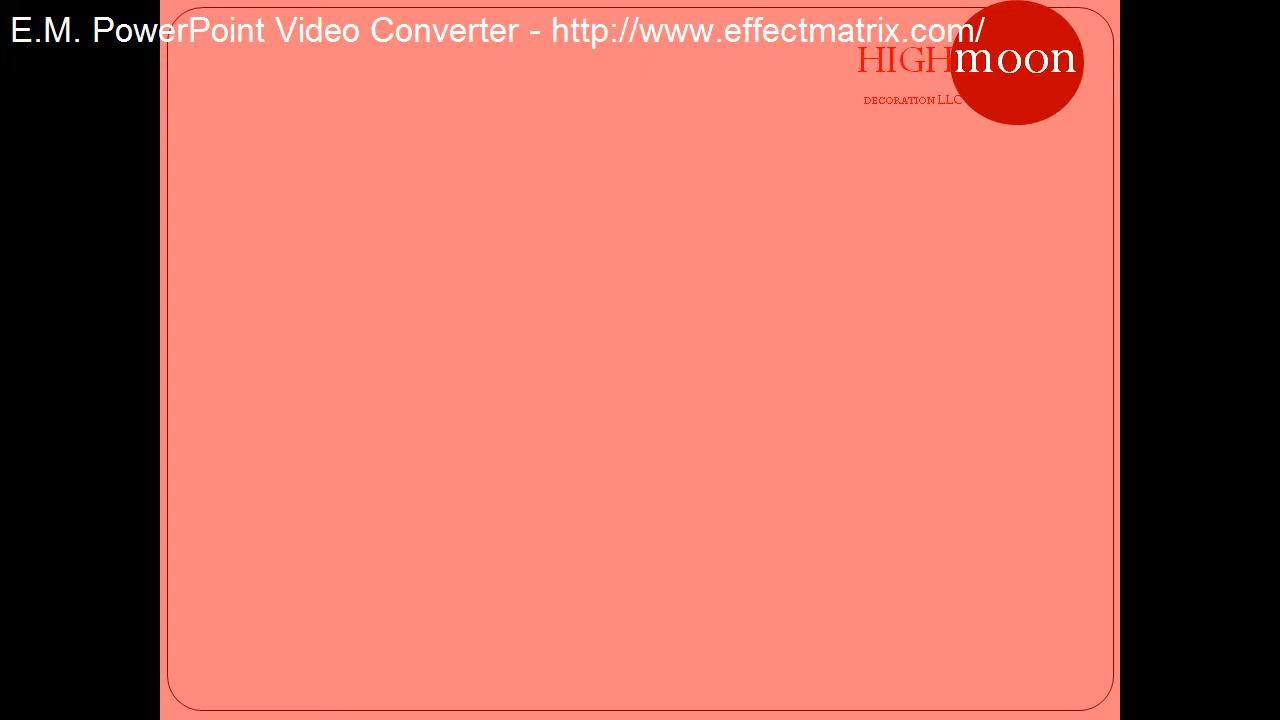 E.M. PowerPoint Video Converter - http://www.effectmatrix.com/
HIGHmoon
DECORATION LLC